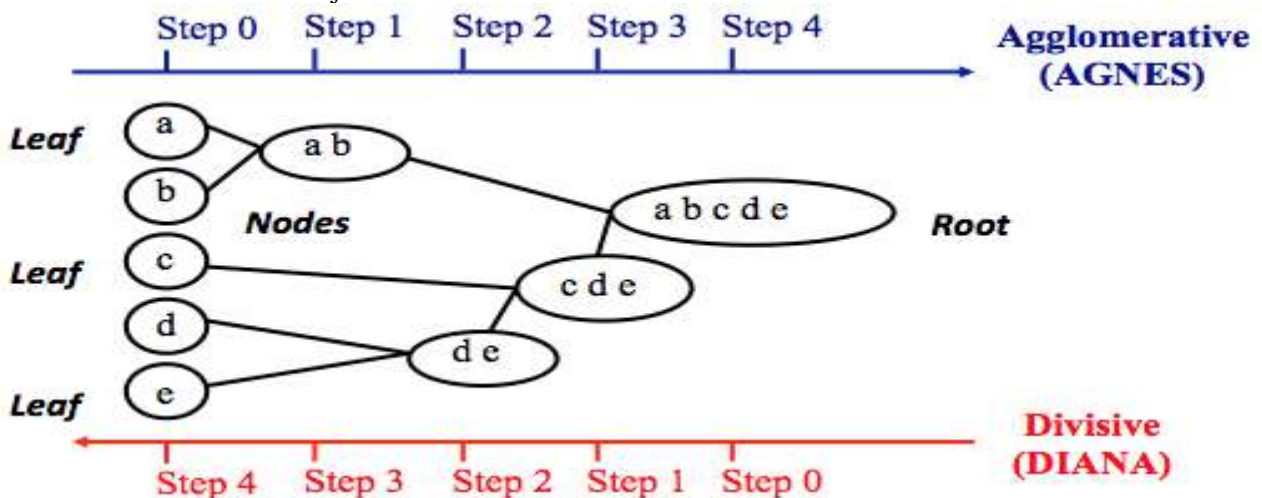 Step 0 Step 1 Step 2 Step 3 Step 4
Agglomerative
(AGNES)
Leaf
a
a b
b
Nodes
a b c d e
Root
Leaf
c
c d e
d
d e
Leaf
e
Divisive
(DIANA)
Step 4 Step 3 Step 2 Step 1 Step 0